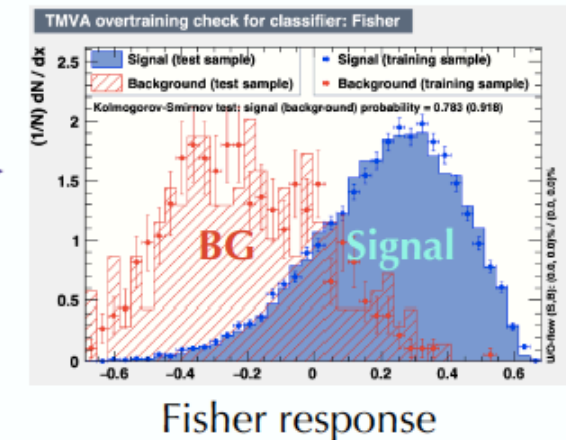 TMVA overtraining check for classifier: Fisher
(1/N) dN / dx
2.5
2
1.5
1
0.5
0
Signal (test sample)
Background (test sample)
Signal (training sample)
Background (training sample)
Kolmogorov-Smirnov test: signal (background) probability = 0.783 (0.918)
BG
Signal
U/O-flow (S,B): (0.0, 0.0)% / (0.0, 0.0)%
−0.6 −0.4 −0.2 0 0.2 0.4 0.6
Fisher response